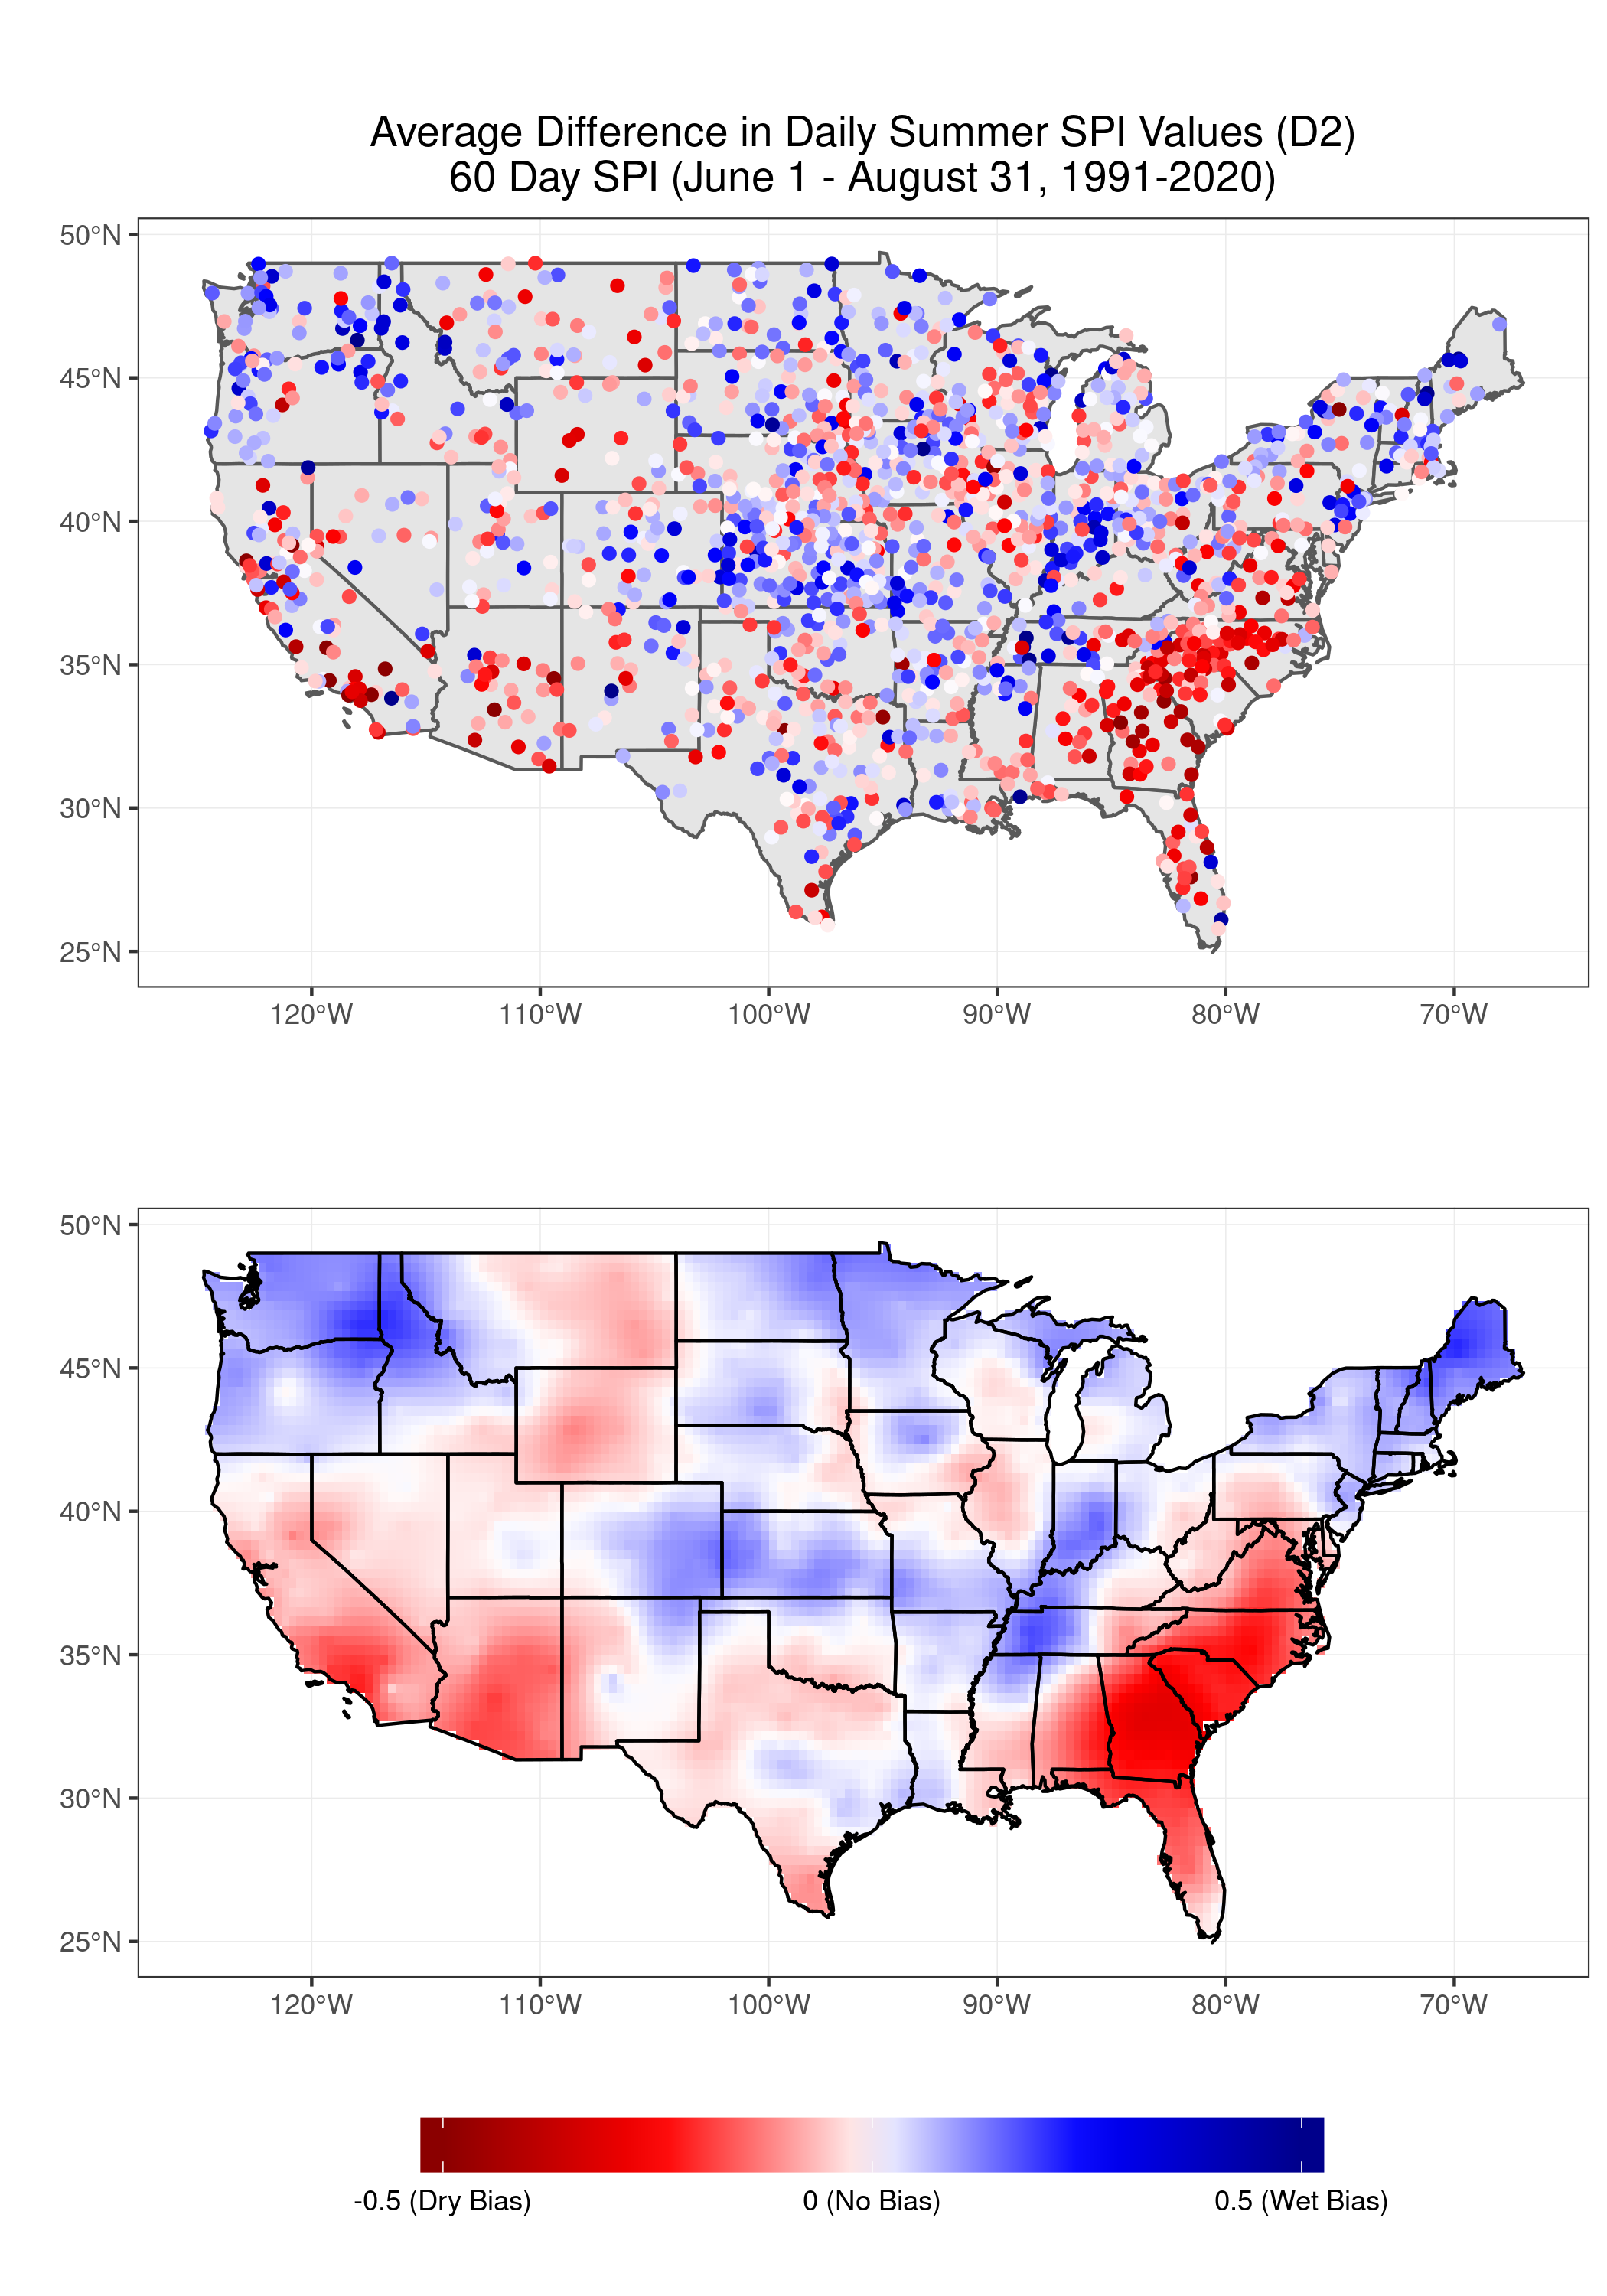 Average Difference in Daily Summer SPI Values (D2)
60 Day SPI (June 1 - August 31, 1991-2020)
50°N
45°N
40°N
35°N
30°N
25°N
120°W 110°W 100°W 90°W 80°W 70°W
50°N
45°N
40°N
35°N
30°N
25°N
120°W 110°W 100°W 90°W 80°W 70°W
-0.5 (Dry Bias) 0 (No Bias) 0.5 (Wet Bias)